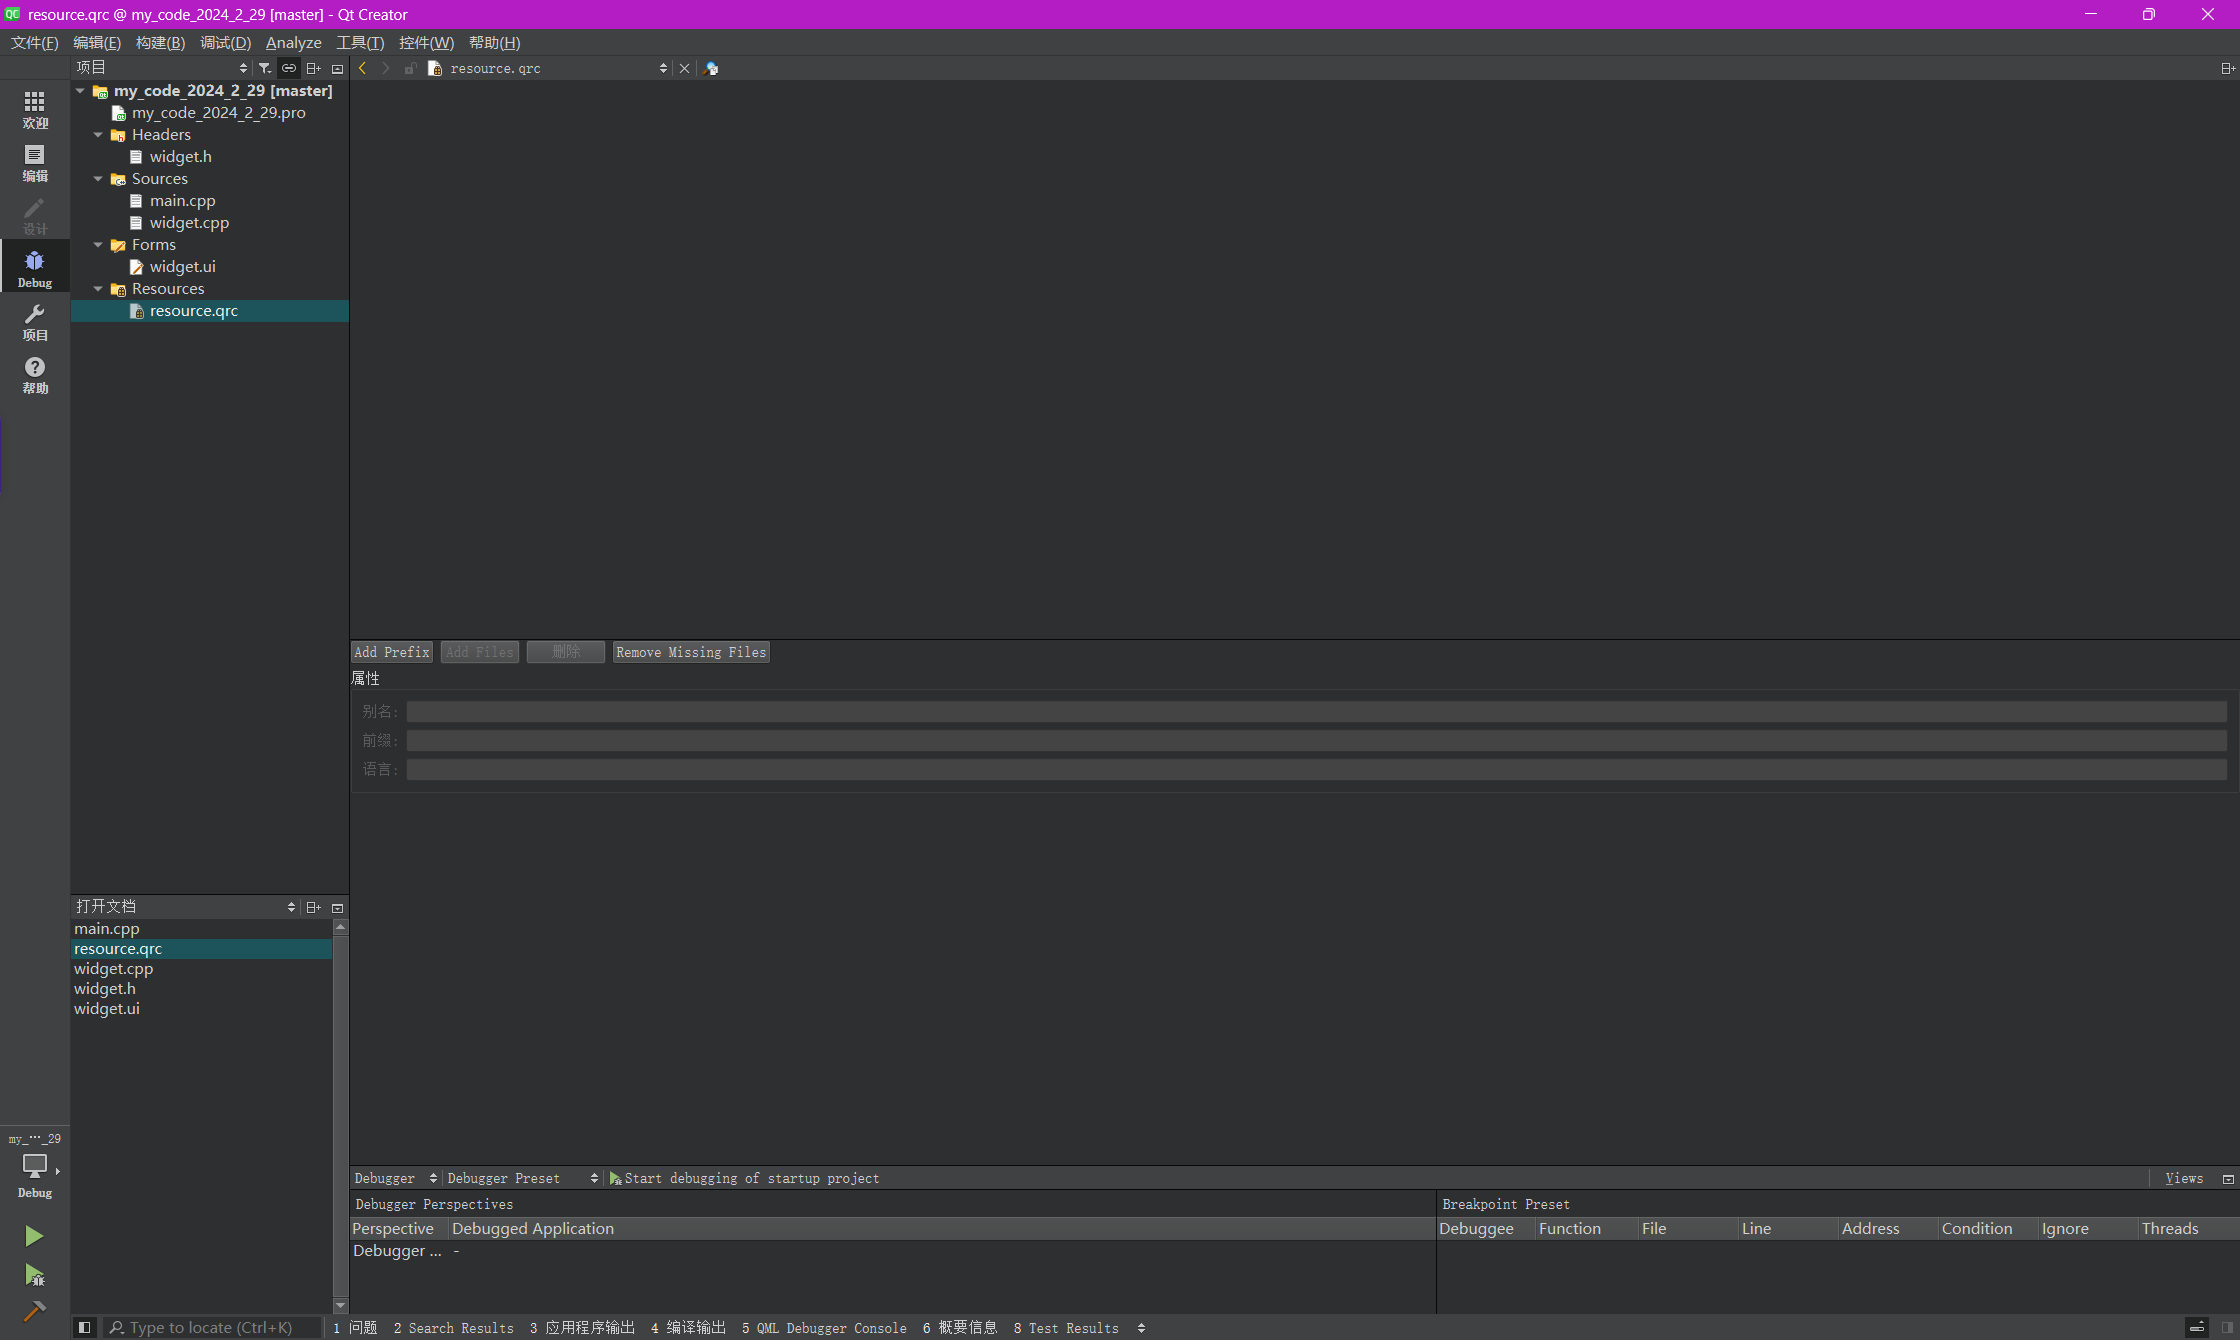 resource.qrc @ my_code_2024_2_29 [master] - Qt Creator
文件(F) 编辑(E) 构建(B) 调试(D) Analyze 工具(T) 控件(W) 帮助(H)
项目
resource.qrc
欢迎
编辑
设计
Debug
项目
帮助
my_code_2024_2_29 [master]
my_code_2024_2_29.pro
Headers
widget.h
Sources
main.cpp
widget.cpp
Forms
widget.ui
Resources
resource.qrc
Add Prefix Add Files 删除 Remove Missing Files
属性
别名:
前缀:
语言:
打开文档
main.cpp
resource.qrc
widget.cpp
widget.h
widget.ui
my_···_29
Debug
Debugger Debugger Preset Start debugging of startup project Views
Debugger Perspectives
Perspective Debugged Application
Debugger ... -
Breakpoint Preset
Debuggee Function File Line Address Condition Ignore Threads
Type to locate (Ctrl+K) 1 问题 2 Search Results 3 应用程序输出 4 编译输出 5 QML Debugger Console 6 概要信息 8 Test Results